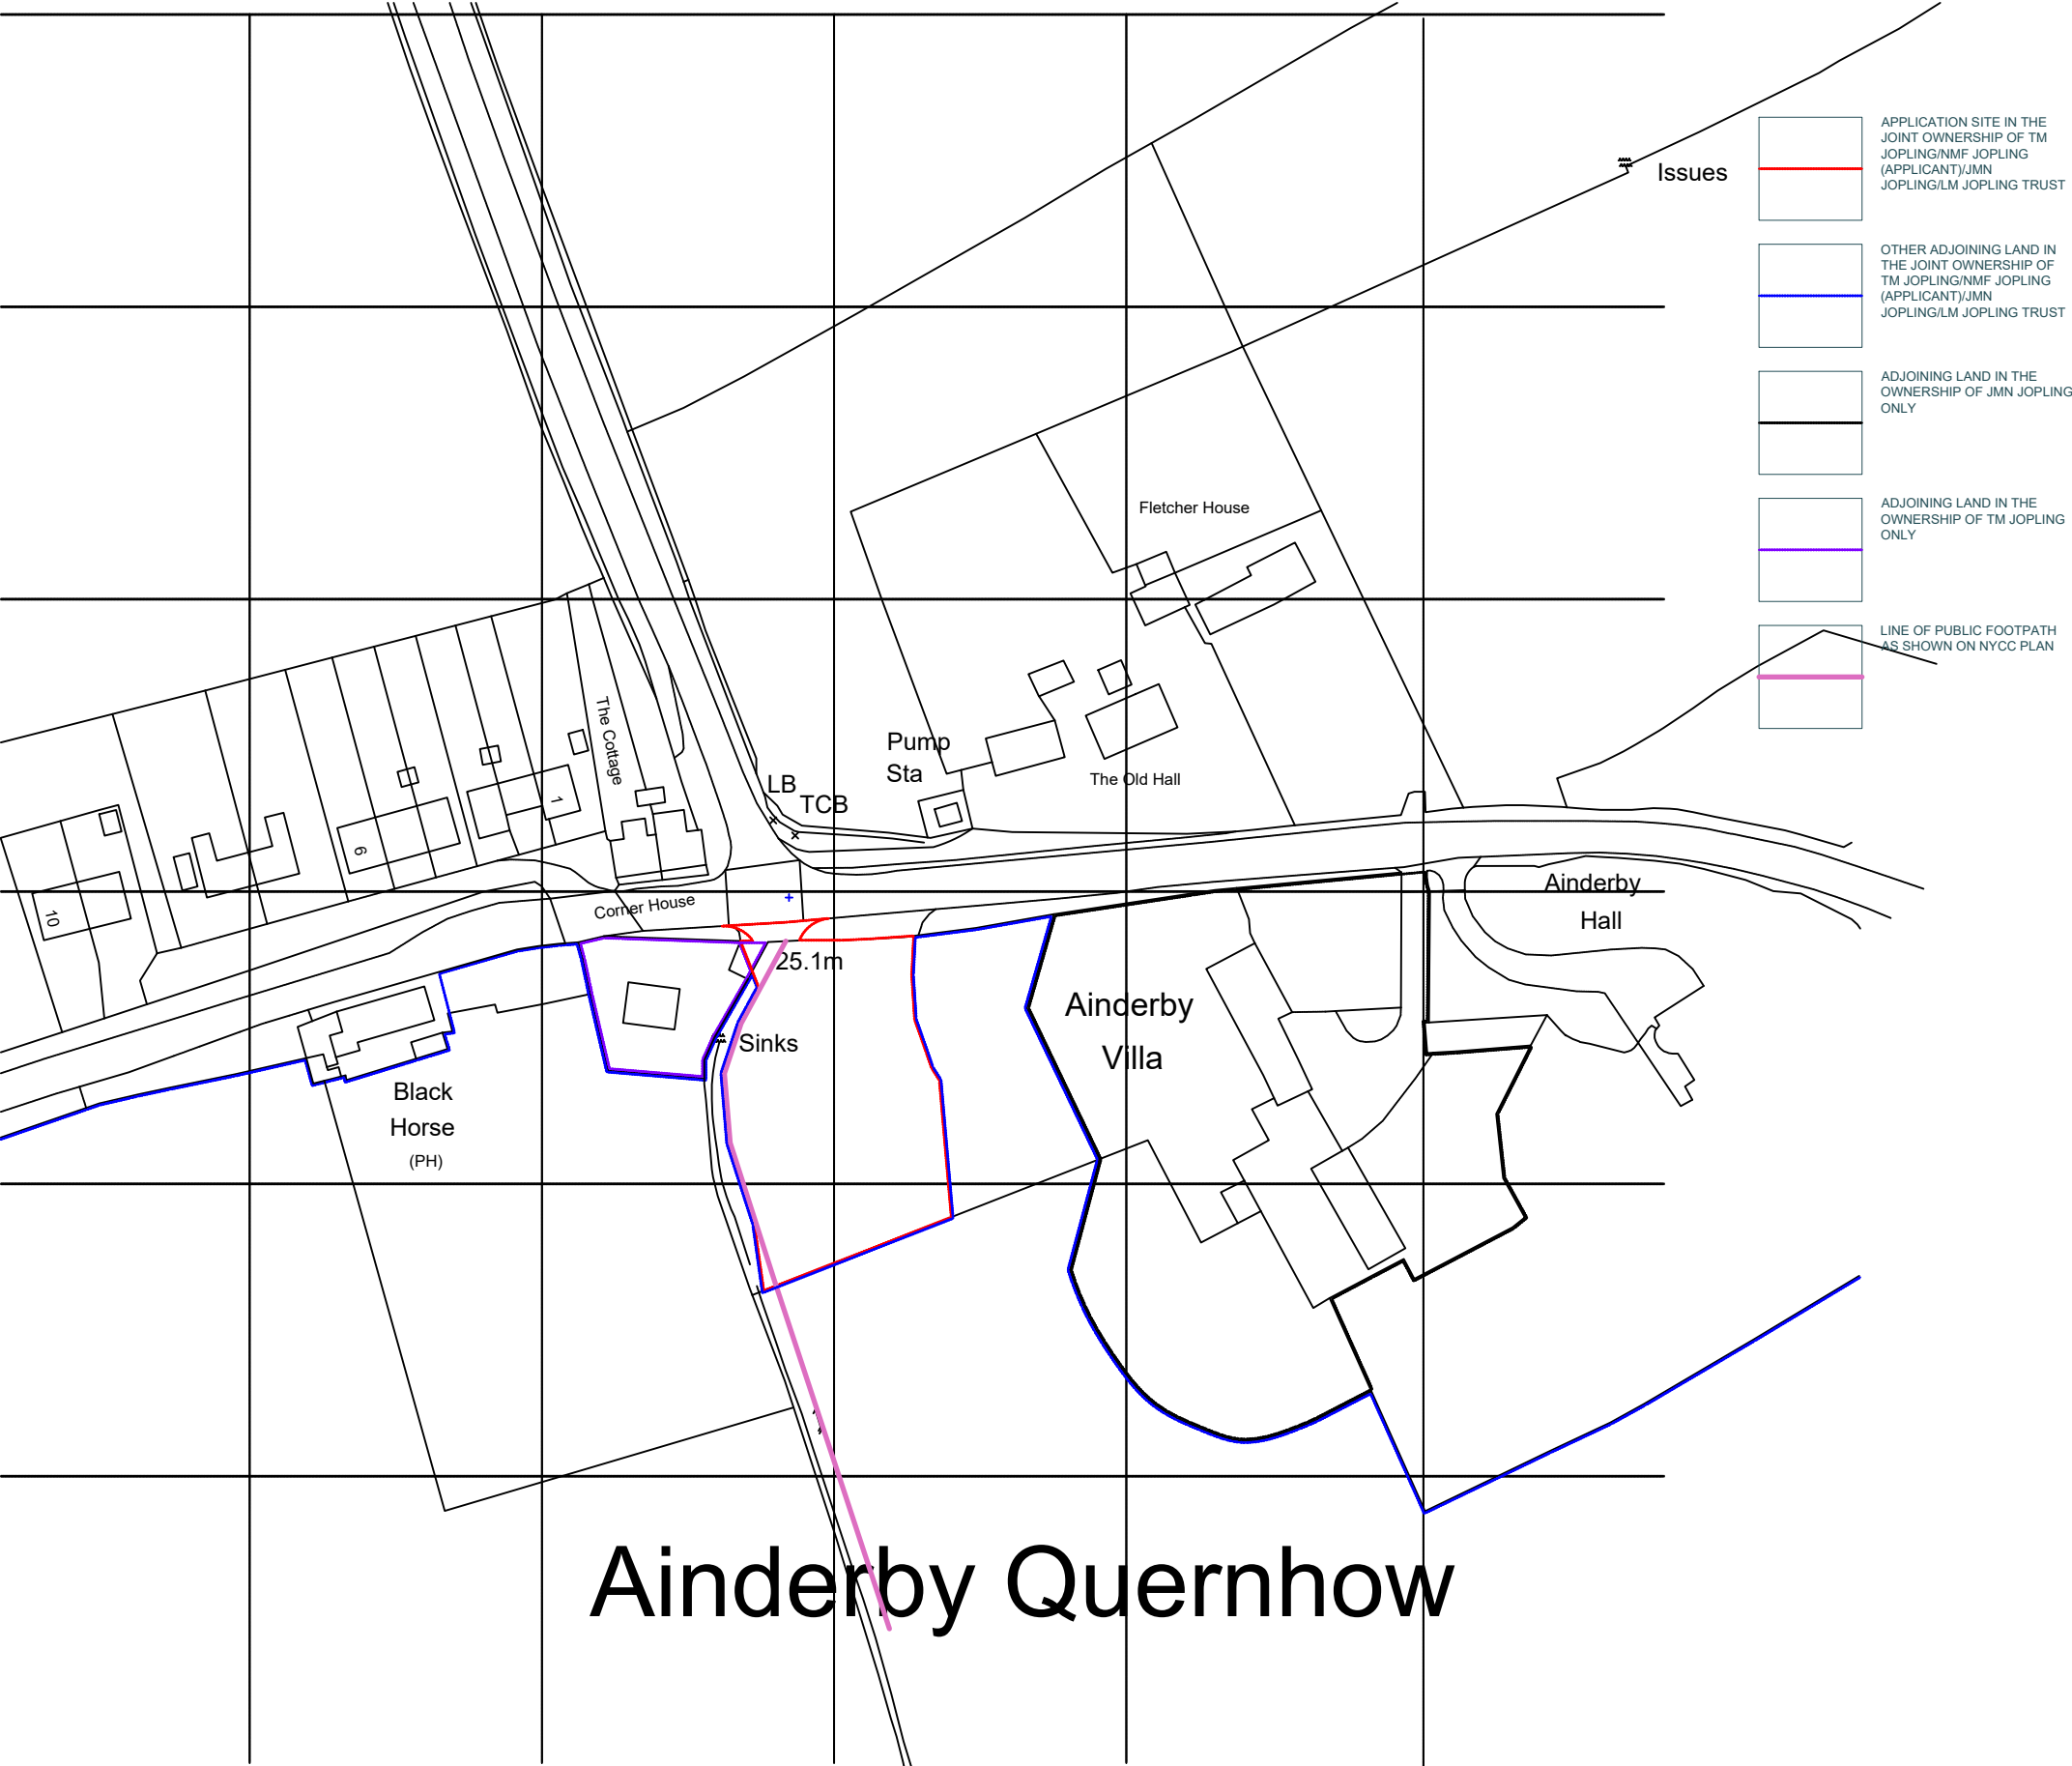 APPLICATION SITE IN THE
JOINT OWNERSHIP OF TM
JOPLING/NMF JOPLING
(APPLICANT)/JMN
JOPLING/LM JOPLING TRUST
Issues
OTHER ADJOINING LAND IN
THE JOINT OWNERSHIP OF
TM JOPLING/NMF JOPLING
(APPLICANT)/JMN
JOPLING/LM JOPLING TRUST
ADJOINING LAND IN THE
OWNERSHIP OF JMN JOPLING
ONLY
ADJOINING LAND IN THE
OWNERSHIP OF TM JOPLING
ONLY
LINE OF PUBLIC FOOTPATH
AS SHOWN ON NYCC PLAN
Fletcher House
The Cottage
Pump
Sta
The Old Hall
LB
TCB
1
6
10
Corner House
Ainderby
Hall
25.1m
Ainderby
Villa
Sinks
Black
Horse
(PH)
Ainderby Quernhow